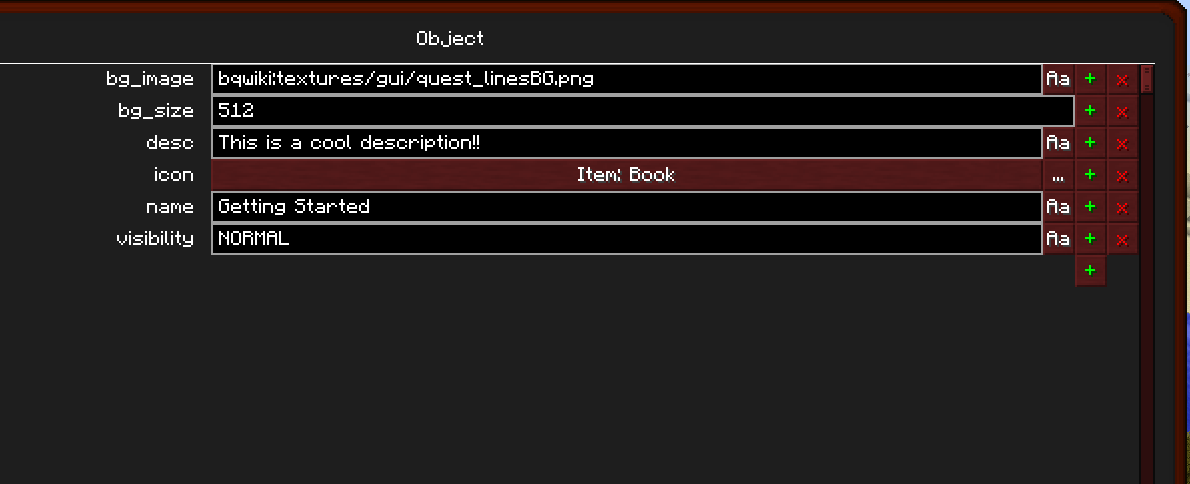 Object
bg_image bqwiki:textures/gui/quest_linesBG.png Aa + x
bg_size 512 + x
desc This is a cool description!! Aa + x
icon Item: Book ... + x
name Getting Started Aa + x
visibility NORMAL Aa + x
+